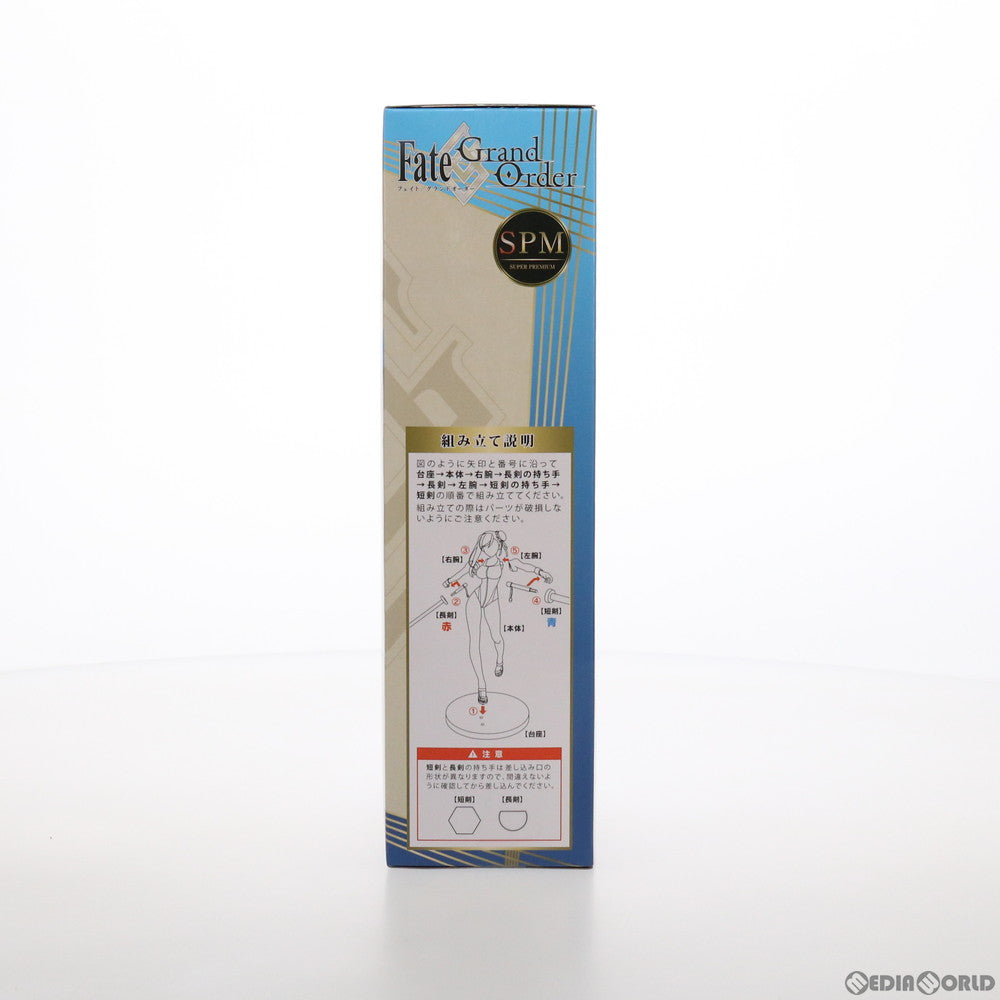 Fate
Grand
Order
フェイト/グランドオーダー
SPM
SUPER PREMIUM
組み立て説明
図のように矢印と番号に沿って
台座→本体→右腕→長剣の持ち手
→長剣→左腕→短剣の持ち手→
短剣の順番で組み立ててください。
組み立ての際はパーツが破損しな
いようにご注意ください。
③
【右腕】
⑤
【左腕】
②
【長剣】
赤
④
【短剣】
青
【本体】
①
【台座】
注意
短剣と長剣の持ち手は差し込み口の
形状が異なりますので、間違えないよ
うに確認してから差し込んでください。
【短剣】
【長剣】
MEDIAWORLD